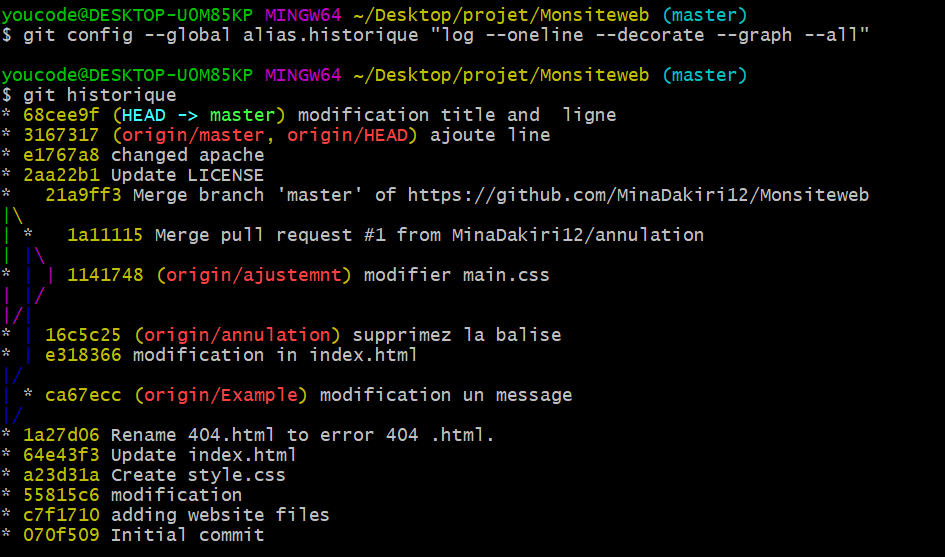 youcode@DESKTOP-U0M85KP MINGW64 ~/Desktop/projet/Monsiteweb (master)
$ git config --global alias.historique "log --oneline --decorate --graph --all"

youcode@DESKTOP-U0M85KP MINGW64 ~/Desktop/projet/Monsiteweb (master)
$ git historique
* 68cee9f (HEAD -> master) modification title and  ligne
* 3167317 (origin/master, origin/HEAD) ajoute line
* e1767a8 changed apache
* 2aa22b1 Update LICENSE
*   21a9ff3 Merge branch 'master' of https://github.com/MinaDakiri12/Monsiteweb
|\
| *   1a11115 Merge pull request #1 from MinaDakiri12/annulation
| |\
* | | 1141748 (origin/ajustemnt) modifier main.css
| |/
|/|
* | 16c5c25 (origin/annulation) supprimez la balise
* | e318366 modification in index.html
|/
| * ca67ecc (origin/Example) modification un message
|/
* 1a27d06 Rename 404.html to error 404 .html.
* 64e43f3 Update index.html
* a23d31a Create style.css
* 55815c6 modification
* c7f1710 adding website files
* 070f509 Initial commit